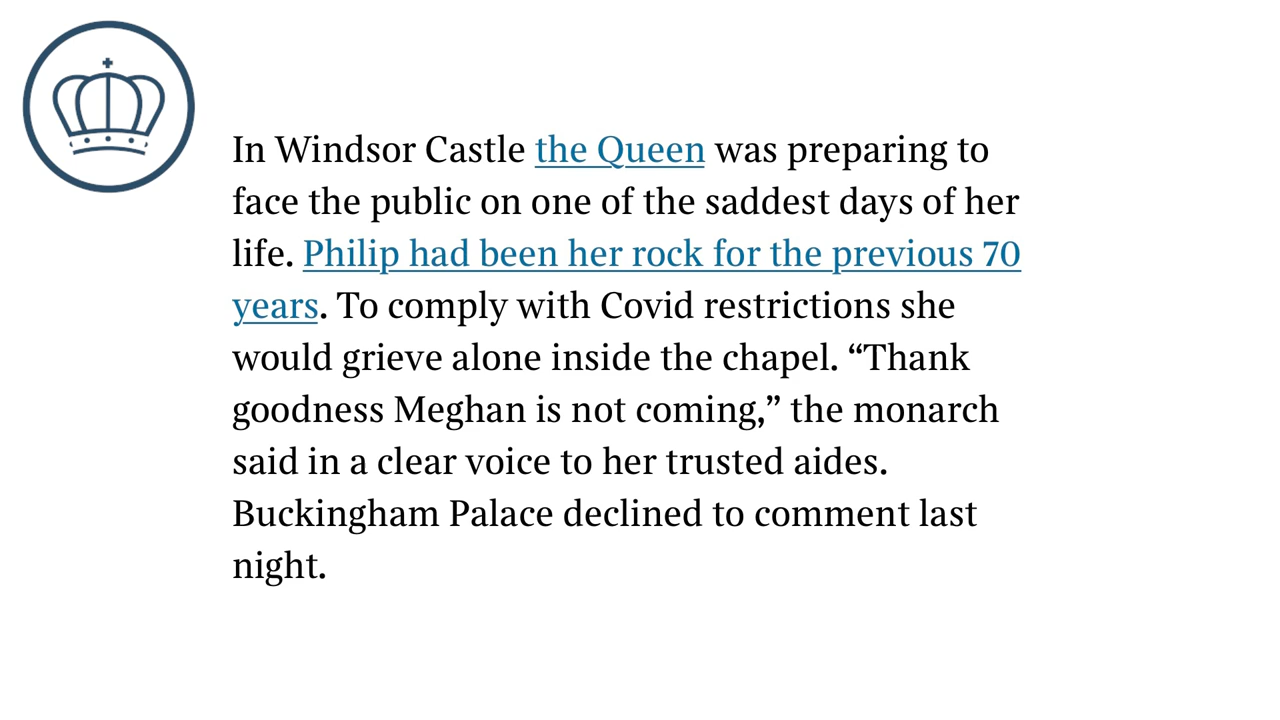 In Windsor Castle the Queen was preparing to
face the public on one of the saddest days of her
life. Philip had been her rock for the previous 70
years. To comply with Covid restrictions she
would grieve alone inside the chapel. “Thank
goodness Meghan is not coming,” the monarch
said in a clear voice to her trusted aides.
Buckingham Palace declined to comment last
night.